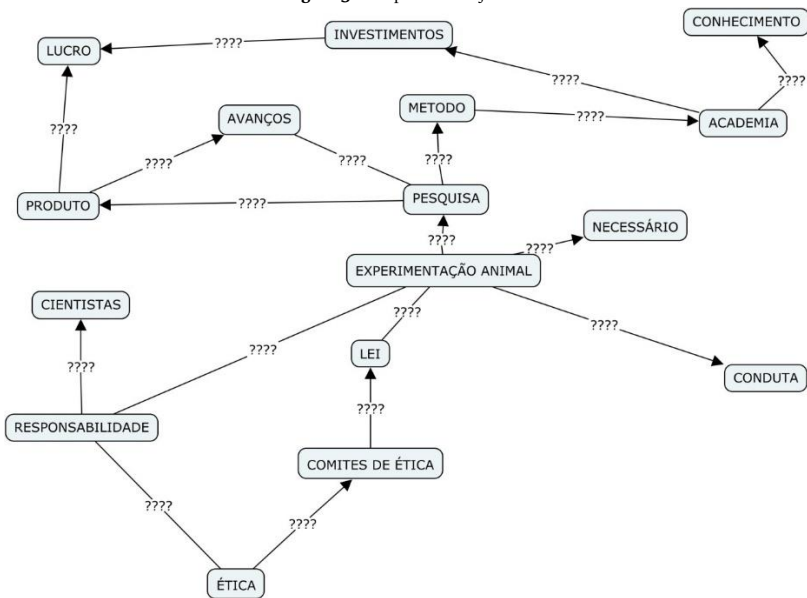 CONHECIMENTO
INVESTIMENTOS
LUCRO
????
????
????
METODO
AVANÇOS
????
ACADEMIA
????
????
????
????
PESQUISA
PRODUTO
????
NECESSÁRIO
????
????
EXPERIMENTAÇÃO ANIMAL
CIENTISTAS
????
????
????
LEI
????
CONDUTA
????
RESPONSABILIDADE
COMITES DE ÉTICA
????
????
ÉTICA